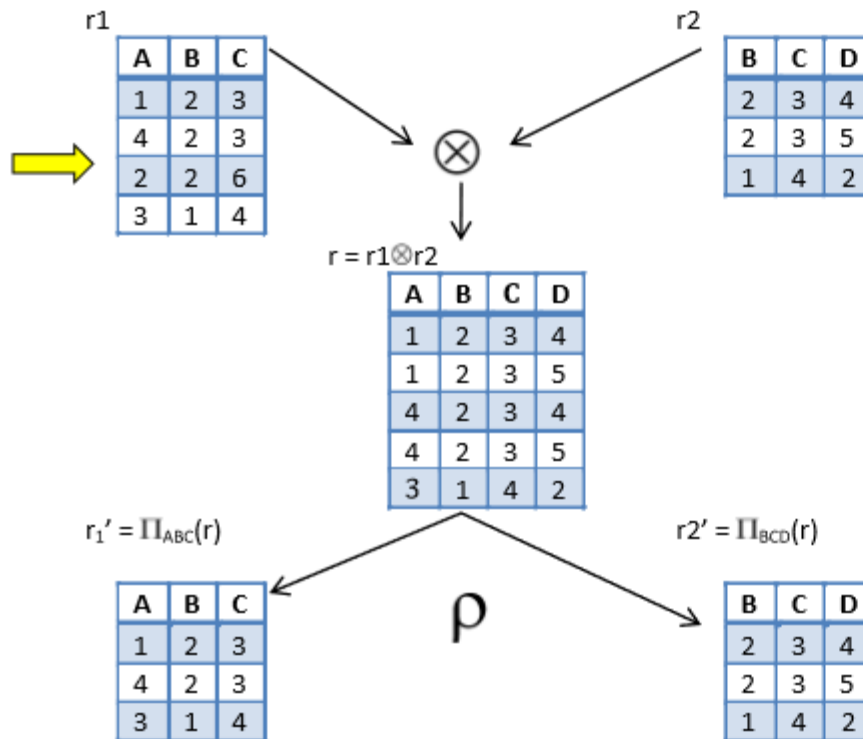 r1
A B C
1 2 3
4 2 3
2 2 6
3 1 4
r2
B C D
2 3 4
2 3 5
1 4 2
⊗
r = r1⊗r2
A B C D
1 2 3 4
1 2 3 5
4 2 3 4
4 2 3 5
3 1 4 2
r₁’ = Π_ABC(r)
A B C
1 2 3
4 2 3
3 1 4
ρ
r2’ = Π_BCD(r)
B C D
2 3 4
2 3 5
1 4 2